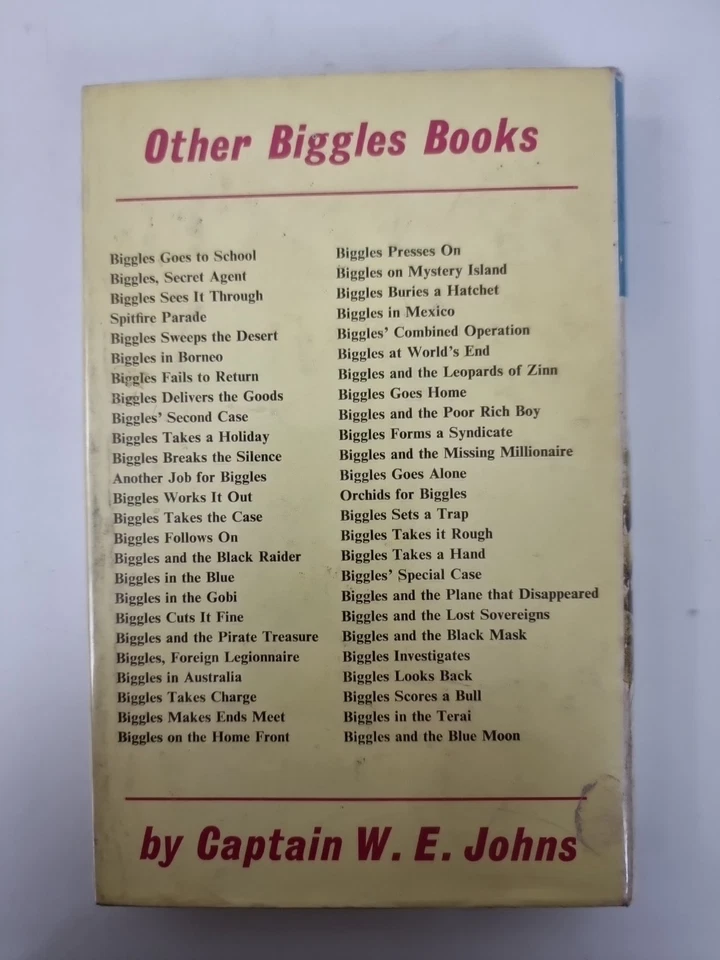 Other Biggles Books
Biggles Goes to School
Biggles, Secret Agent
Biggles Sees It Through
Spitfire Parade
Biggles Sweeps the Desert
Biggles in Borneo
Biggles Fails to Return
Biggles Delivers the Goods
Biggles' Second Case
Biggles Takes a Holiday
Biggles Breaks the Silence
Another Job for Biggles
Biggles Works It Out
Biggles Takes the Case
Biggles Follows On
Biggles and the Black Raider
Biggles in the Blue
Biggles in the Gobi
Biggles Cuts It Fine
Biggles and the Pirate Treasure
Biggles, Foreign Legionnaire
Biggles in Australia
Biggles Takes Charge
Biggles Makes Ends Meet
Biggles on the Home Front
Biggles Presses On
Biggles on Mystery Island
Biggles Buries a Hatchet
Biggles in Mexico
Biggles' Combined Operation
Biggles at World's End
Biggles and the Leopards of Zinn
Biggles Goes Home
Biggles and the Poor Rich Boy
Biggles Forms a Syndicate
Biggles and the Missing Millionaire
Biggles Goes Alone
Orchids for Biggles
Biggles Sets a Trap
Biggles Takes it Rough
Biggles Takes a Hand
Biggles' Special Case
Biggles and the Plane that Disappeared
Biggles and the Lost Sovereigns
Biggles and the Black Mask
Biggles Investigates
Biggles Looks Back
Biggles Scores a Bull
Biggles in the Terai
Biggles and the Blue Moon
by Captain W. E. Johns